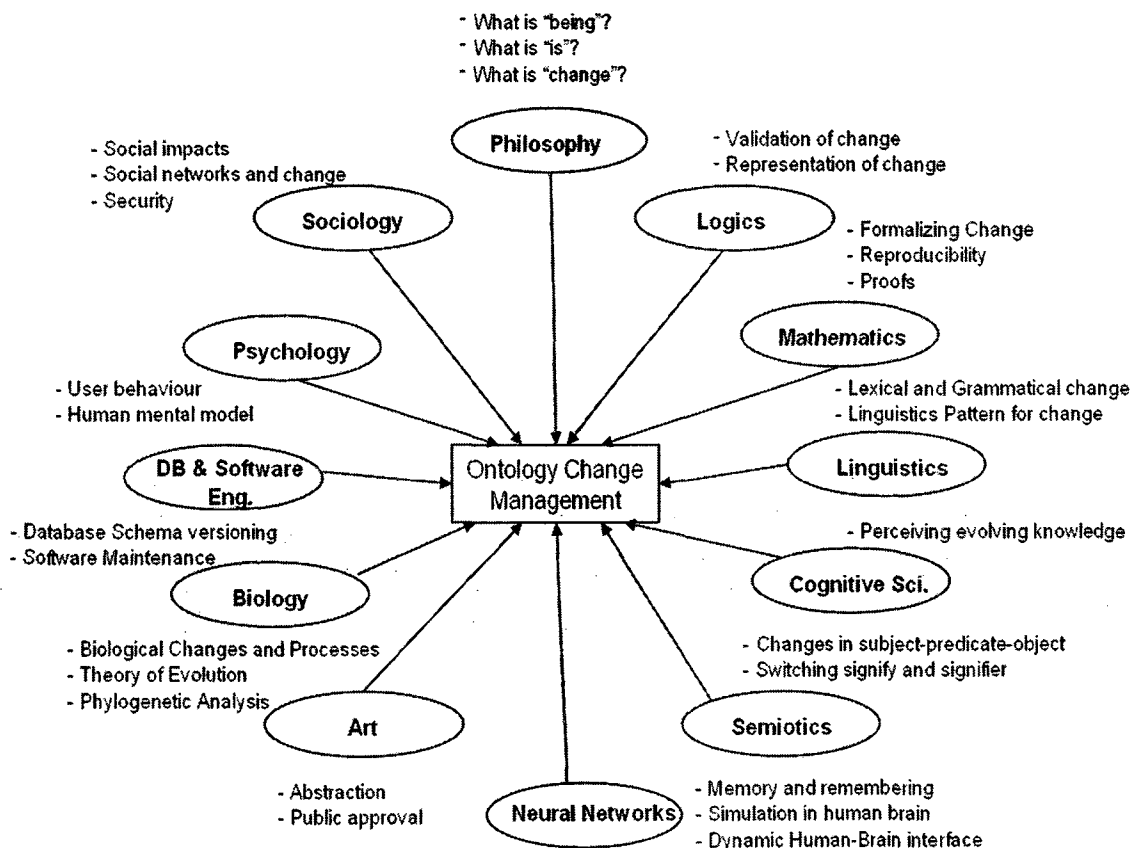 - What is "being"?
- What is "is"?
- What is "change"?
Philosophy
- Social impacts
- Social networks and change
- Security
Sociology
- Validation of change
- Representation of change
Logics
- Formalizing Change
- Reproducibility
- Proofs
Mathematics
Psychology
- User behaviour
- Human mental model
- Lexical and Grammatical change
- Linguistics Pattern for change
Linguistics
DB & Software
Eng.
- Database Schema versioning
- Software Maintenance
Ontology Change
Management
- Perceiving evolving knowledge
Cognitive Sci.
Biology
- Biological Changes and Processes
- Theory of Evolution
- Phylogenetic Analysis
- Changes in subject-predicate-object
- Switching signify and signifier
Semiotics
Art
- Abstraction
- Public approval
Neural Networks
- Memory and remembering
- Simulation in human brain
- Dynamic Human-Brain interface